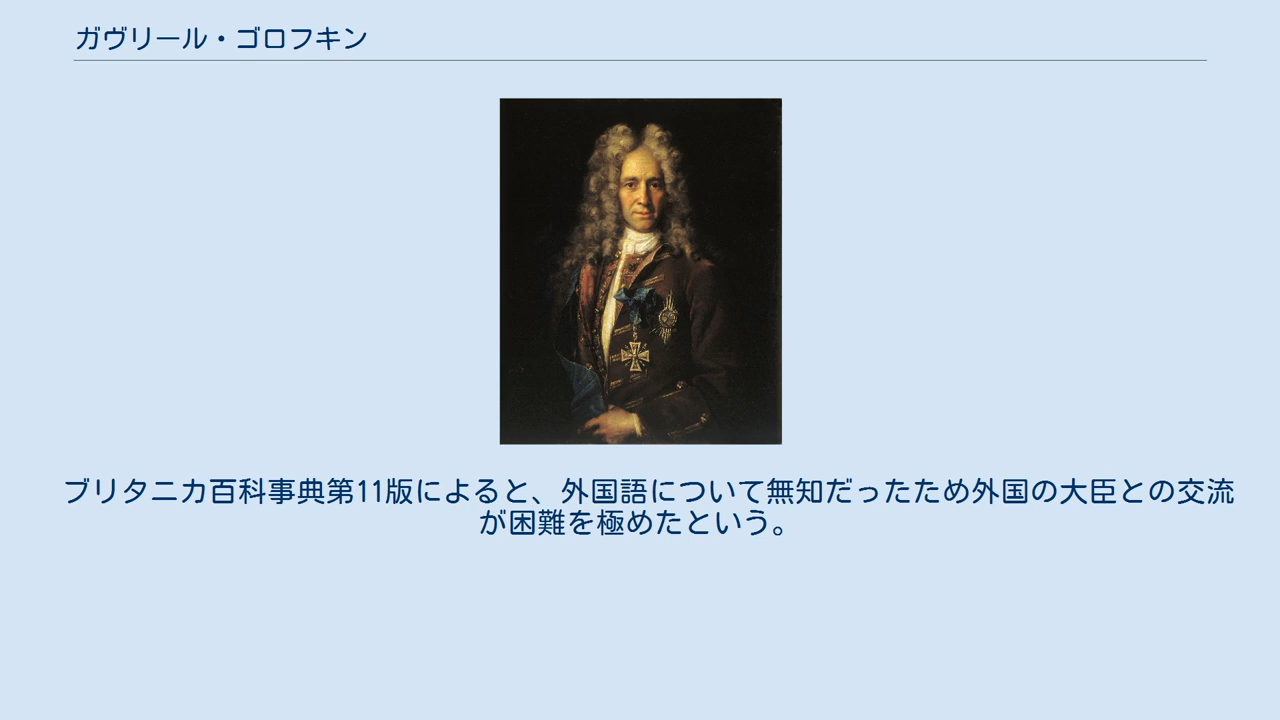 ガヴリール・ゴロフキン
ブリタニカ百科事典第11版によると、外国語について無知だったため外国の大臣との交流
が困難を極めたという。